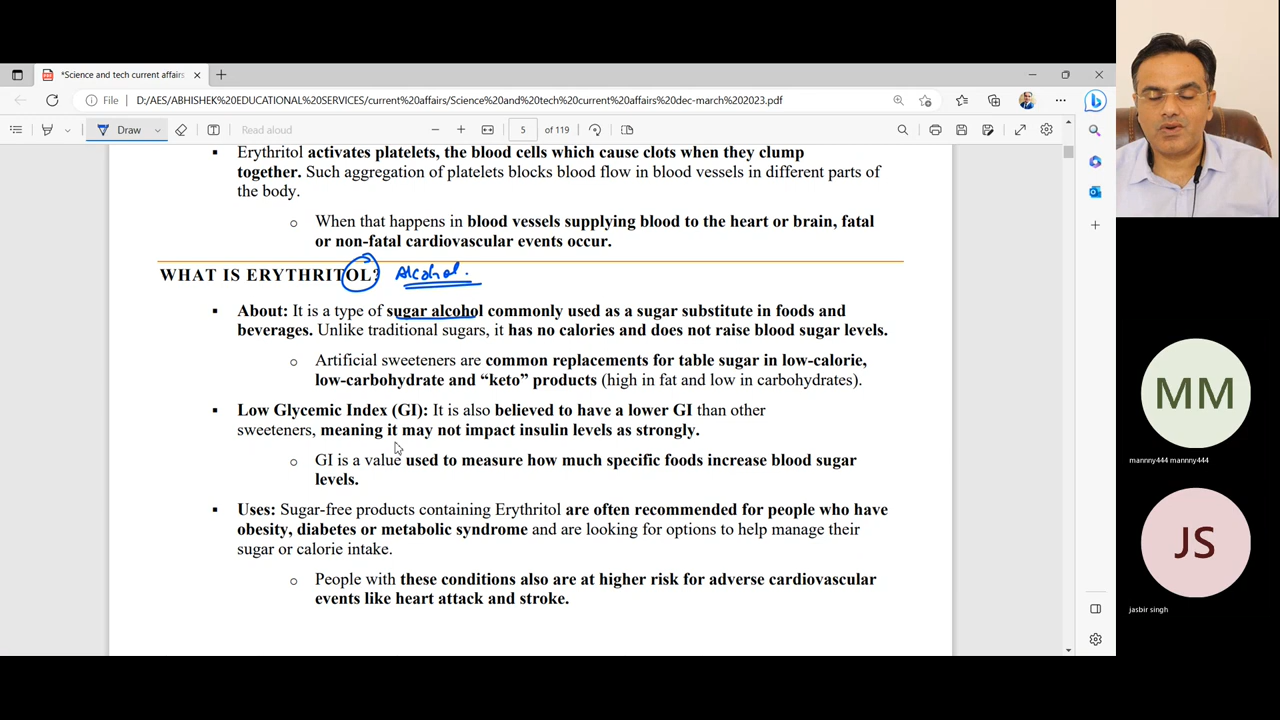 *Science and tech current affairs
File
D:/AES/ABHISHEK%20EDUCATIONAL%20SERVICES/current%20affairs/Science%20and%20tech%20current%20affairs%20dec-march%202023.pdf
Draw
Read aloud
5 of 119
Erythritol activates platelets, the blood cells which cause clots when they clump
together. Such aggregation of platelets blocks blood flow in blood vessels in different parts of
the body.
When that happens in blood vessels supplying blood to the heart or brain, fatal
or non-fatal cardiovascular events occur.
WHAT IS ERYTHRITOL? Alcohol.
About: It is a type of sugar alcohol commonly used as a sugar substitute in foods and
beverages. Unlike traditional sugars, it has no calories and does not raise blood sugar levels.
Artificial sweeteners are common replacements for table sugar in low-calorie,
low-carbohydrate and “keto” products (high in fat and low in carbohydrates).
Low Glycemic Index (GI): It is also believed to have a lower GI than other
sweeteners, meaning it may not impact insulin levels as strongly.
GI is a value used to measure how much specific foods increase blood sugar
levels.
Uses: Sugar-free products containing Erythritol are often recommended for people who have
obesity, diabetes or metabolic syndrome and are looking for options to help manage their
sugar or calorie intake.
People with these conditions also are at higher risk for adverse cardiovascular
events like heart attack and stroke.
MM
mannny444 mannny444
JS
jasbir singh